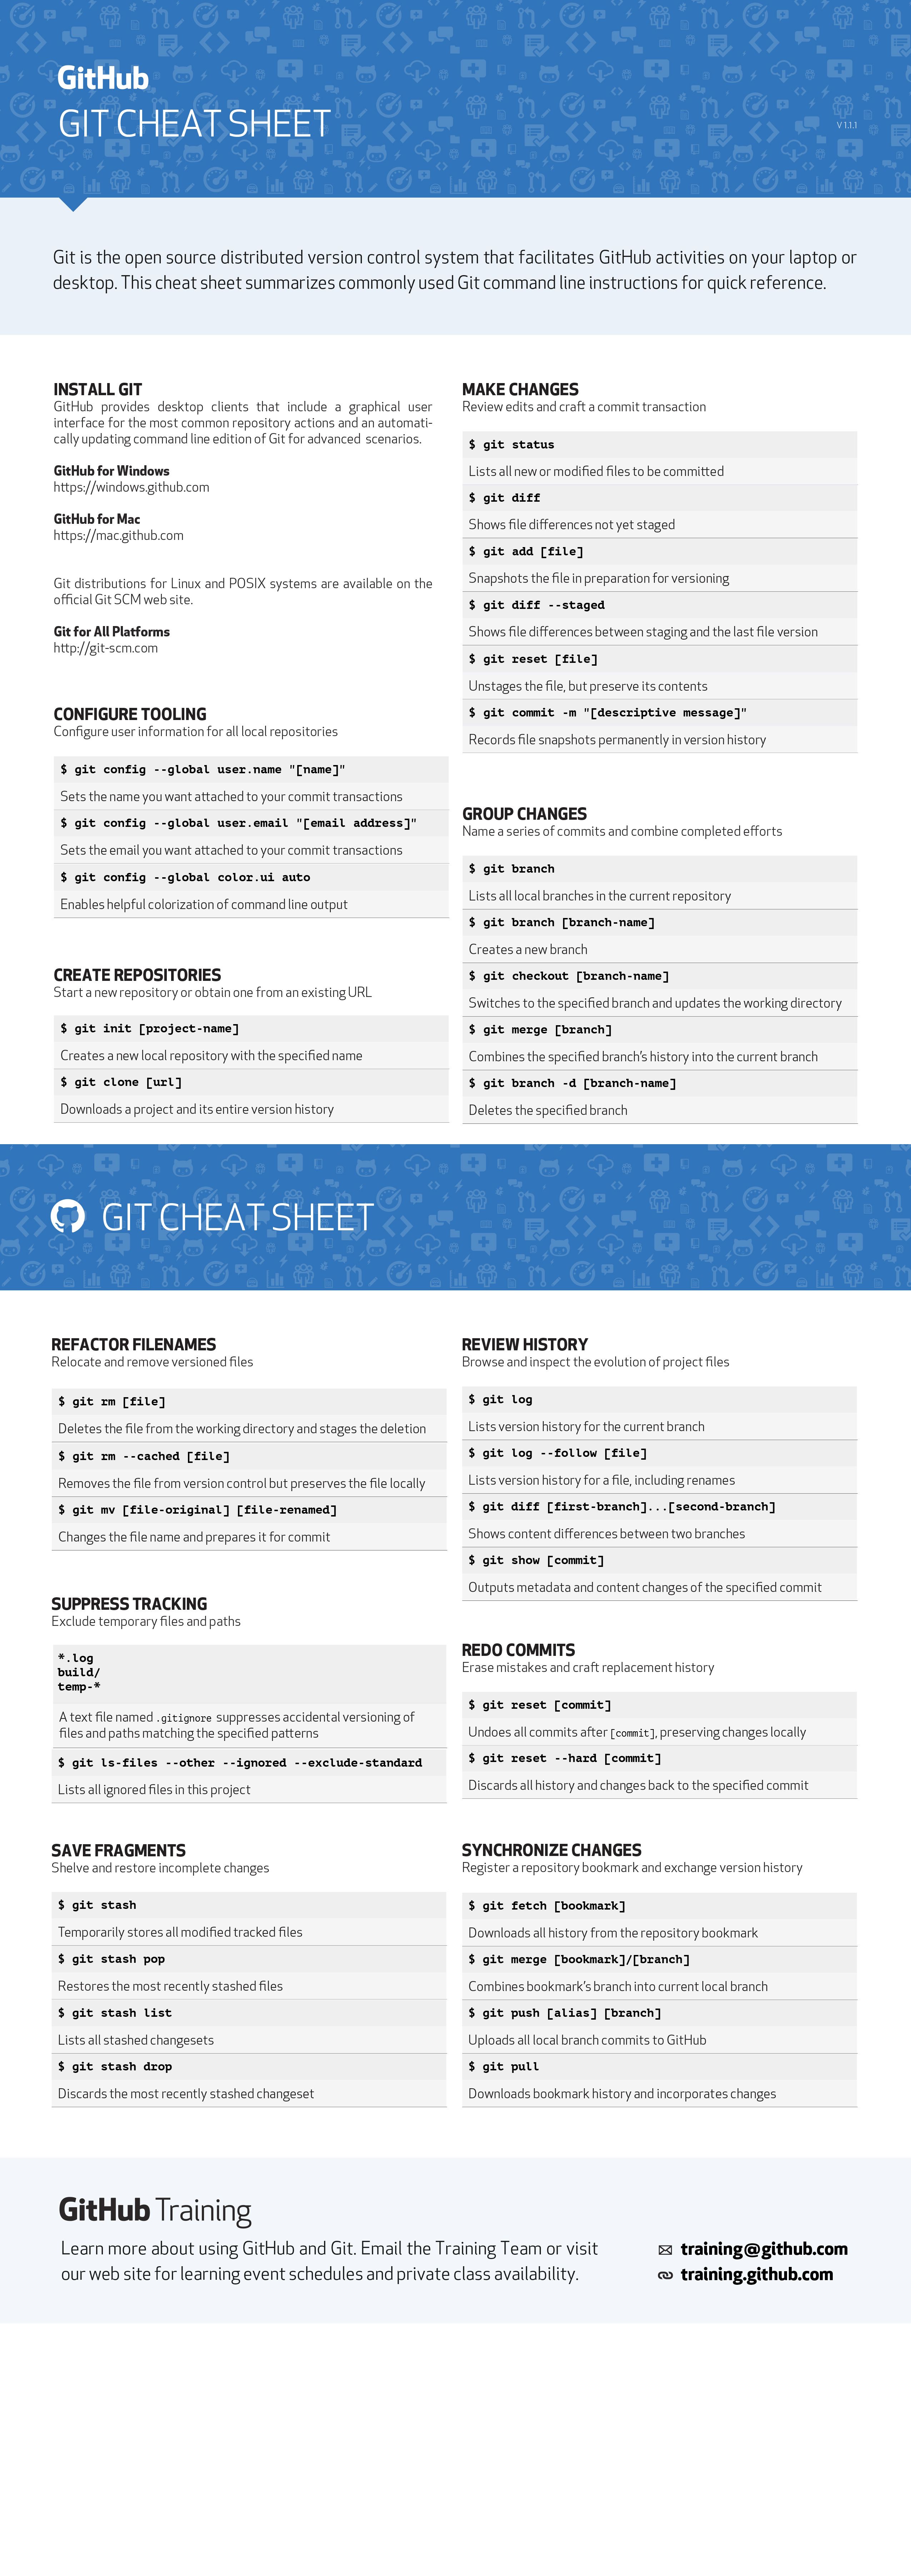 GitHub
GIT CHEAT SHEET
V 1.1.1
Git is the open source distributed version control system that facilitates GitHub activities on your laptop or
desktop. This cheat sheet summarizes commonly used Git command line instructions for quick reference.
INSTALL GIT
GitHub provides desktop clients that include a graphical user
interface for the most common repository actions and an automati-
cally updating command line edition of Git for advanced scenarios.
GitHub for Windows
https://windows.github.com
GitHub for Mac
https://mac.github.com
Git distributions for Linux and POSIX systems are available on the
official Git SCM web site.
Git for All Platforms
http://git-scm.com
CONFIGURE TOOLING
Configure user information for all local repositories
$ git config --global user.name "[name]"
Sets the name you want attached to your commit transactions
$ git config --global user.email "[email address]"
Sets the email you want attached to your commit transactions
$ git config --global color.ui auto
Enables helpful colorization of command line output
CREATE REPOSITORIES
Start a new repository or obtain one from an existing URL
$ git init [project-name]
Creates a new local repository with the specified name
$ git clone [url]
Downloads a project and its entire version history
MAKE CHANGES
Review edits and craft a commit transaction
$ git status
Lists all new or modified files to be committed
$ git diff
Shows file differences not yet staged
$ git add [file]
Snapshots the file in preparation for versioning
$ git diff --staged
Shows file differences between staging and the last file version
$ git reset [file]
Unstages the file, but preserve its contents
$ git commit -m "[descriptive message]"
Records file snapshots permanently in version history
GROUP CHANGES
Name a series of commits and combine completed efforts
$ git branch
Lists all local branches in the current repository
$ git branch [branch-name]
Creates a new branch
$ git checkout [branch-name]
Switches to the specified branch and updates the working directory
$ git merge [branch]
Combines the specified branch's history into the current branch
$ git branch -d [branch-name]
Deletes the specified branch
GIT CHEAT SHEET
REFACTOR FILENAMES
Relocate and remove versioned files
$ git rm [file]
Deletes the file from the working directory and stages the deletion
$ git rm --cached [file]
Removes the file from version control but preserves the file locally
$ git mv [file-original] [file-renamed]
Changes the file name and prepares it for commit
SUPPRESS TRACKING
Exclude temporary files and paths
*.log
build/
temp-*
A text file named .gitignore suppresses accidental versioning of
files and paths matching the specified patterns
$ git ls-files --other --ignored --exclude-standard
Lists all ignored files in this project
SAVE FRAGMENTS
Shelve and restore incomplete changes
$ git stash
Temporarily stores all modified tracked files
$ git stash pop
Restores the most recently stashed files
$ git stash list
Lists all stashed changesets
$ git stash drop
Discards the most recently stashed changeset
REVIEW HISTORY
Browse and inspect the evolution of project files
$ git log
Lists version history for the current branch
$ git log --follow [file]
Lists version history for a file, including renames
$ git diff [first-branch]...[second-branch]
Shows content differences between two branches
$ git show [commit]
Outputs metadata and content changes of the specified commit
REDO COMMITS
Erase mistakes and craft replacement history
$ git reset [commit]
Undoes all commits after [commit], preserving changes locally
$ git reset --hard [commit]
Discards all history and changes back to the specified commit
SYNCHRONIZE CHANGES
Register a repository bookmark and exchange version history
$ git fetch [bookmark]
Downloads all history from the repository bookmark
$ git merge [bookmark]/[branch]
Combines bookmark's branch into current local branch
$ git push [alias] [branch]
Uploads all local branch commits to GitHub
$ git pull
Downloads bookmark history and incorporates changes
GitHub Training
Learn more about using GitHub and Git. Email the Training Team or visit
our web site for learning event schedules and private class availability.
training@github.com
training.github.com